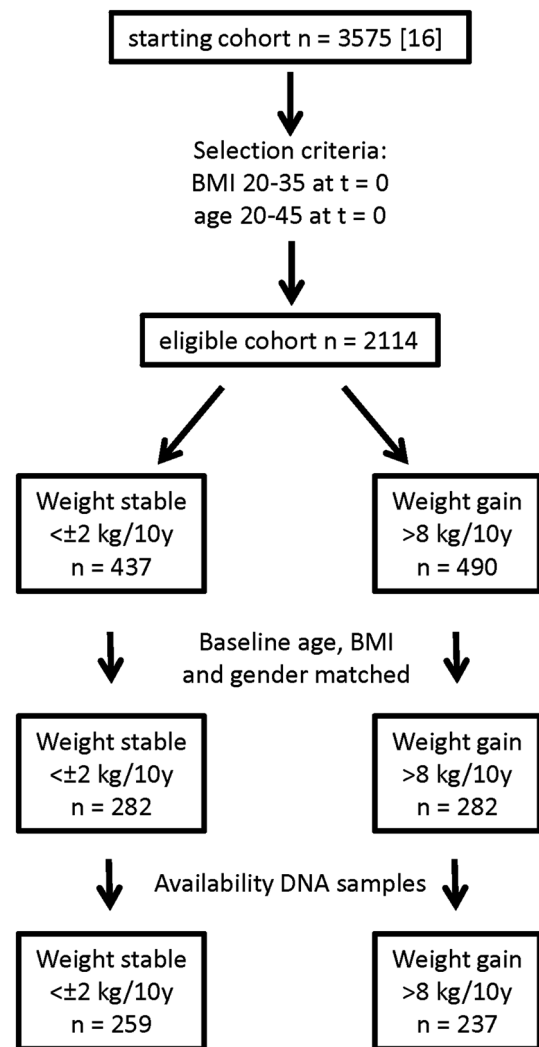 starting cohort n = 3575 [16]
Selection criteria:
BMI 20-35 at t = 0
age 20-45 at t = 0
eligible cohort n = 2114
Weight stable
<±2 kg/10y
n = 437
Weight gain
>8 kg/10y
n = 490
Baseline age, BMI
and gender matched
Weight stable
<±2 kg/10y
n = 282
Weight gain
>8 kg/10y
n = 282
Availability DNA samples
Weight stable
<±2 kg/10y
n = 259
Weight gain
>8 kg/10y
n = 237